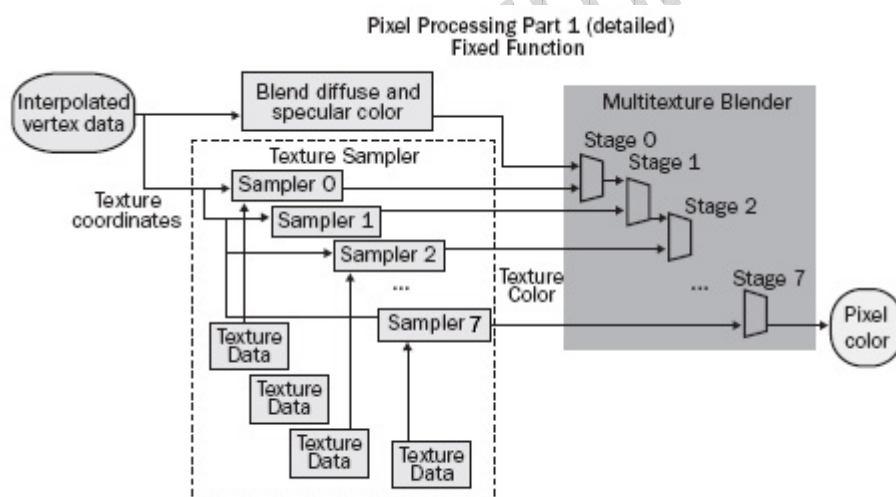 Pixel Processing Part 1 (detailed)
Fixed Function
Interpolated
vertex data
Blend diffuse and
specular color
Multitexture Blender
Texture Sampler
Stage 0
Stage 1
Stage 2
...
Stage 7
Texture
coordinates
Sampler 0
Sampler 1
Sampler 2
...
Sampler 7
Texture
Color
Pixel
color
Texture
Data
Texture
Data
Texture
Data
Texture
Data